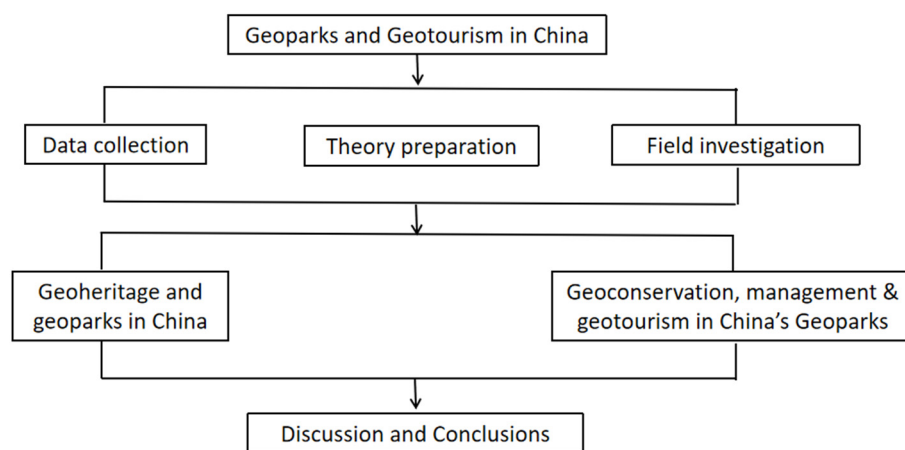 Geoparks and Geotourism in China
Data collection
Theory preparation
Field investigation
Geoheritage and
geoparks in China
Geoconservation, management &
geotourism in China's Geoparks
Discussion and Conclusions